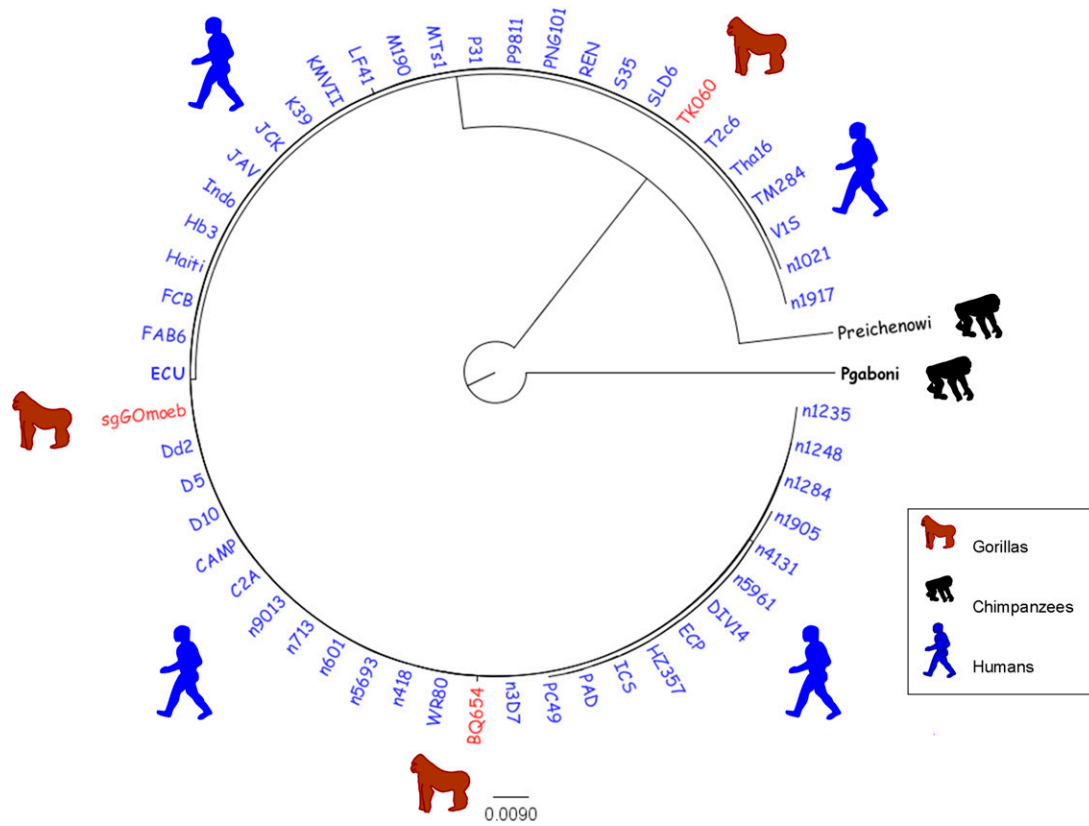 P9811
PNG101
REN
S35
SLD6
TK060
T2c6
Tha16
TM284
V1S
n1021
n1917
Preichenowi
Pgaboni
n1235
n1248
n1284
n1905
n4131
n5961
DIV14
ECP
HZ357
ICS
PAD
PC49
n3D7
BQ654
WR80
n418
n5693
n601
n713
n9013
C2A
CAMP
D10
D5
Dd2
sgGOmoeb
ECU
FAB6
FCB
Haiti
Hb3
Indo
JAV
JCK
K39
KMVII
LF41
M190
MTs1
P31
Gorillas
Chimpanzees
Humans
0.0090